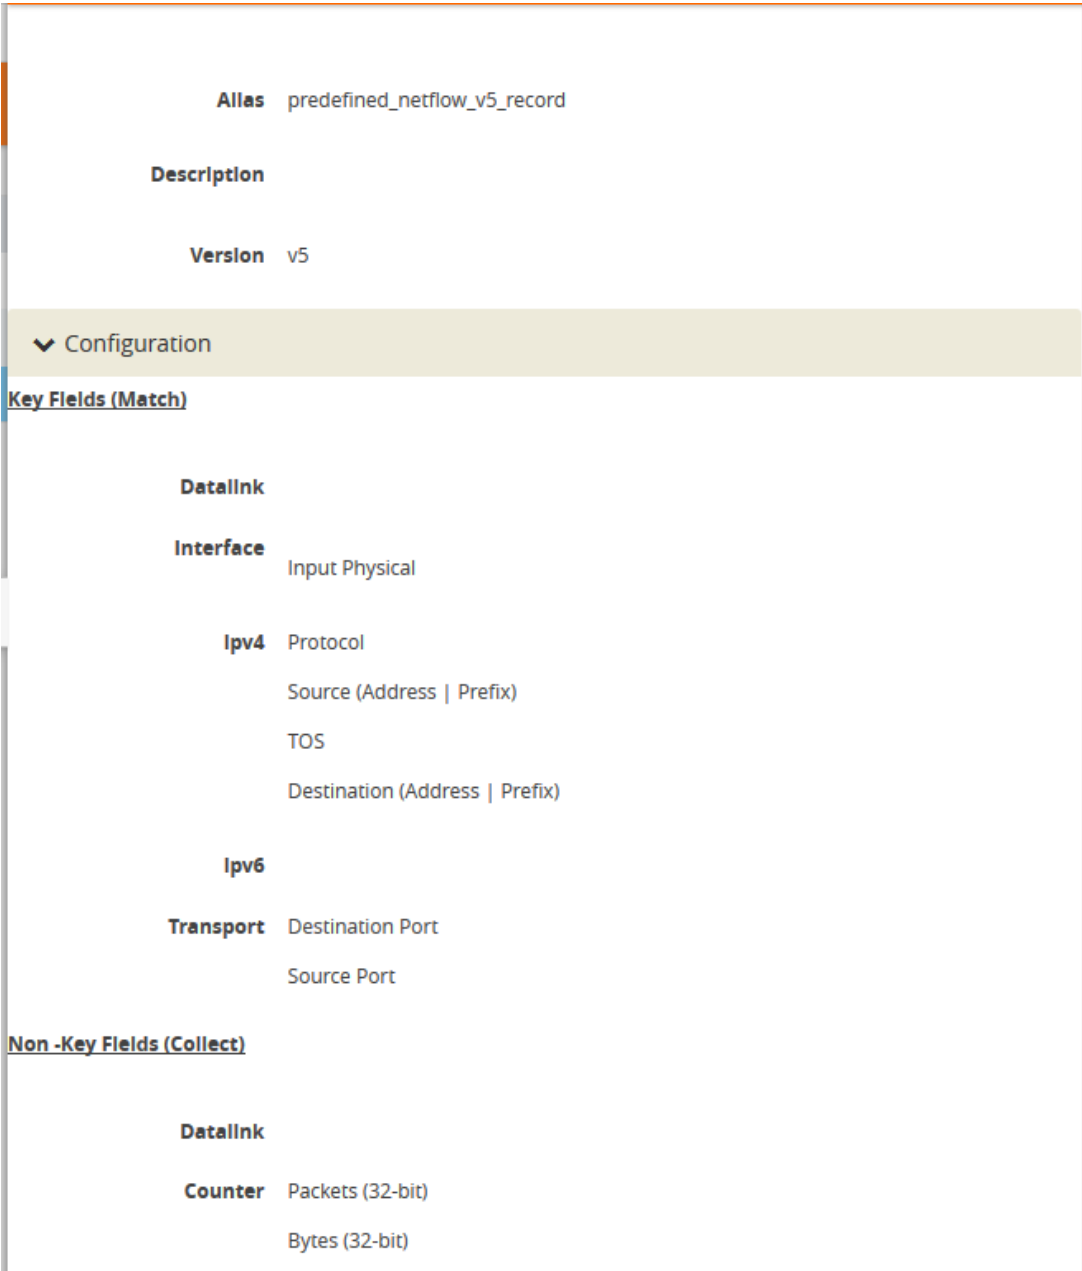 Alias predefined_netflow_v5_record
Description
Version v5
Configuration
Key Fields (Match)
Datalink
Interface
Input Physical
Ipv4 Protocol
Source (Address | Prefix)
TOS
Destination (Address | Prefix)
Ipv6
Transport Destination Port
Source Port
Non -Key Fields (Collect)
Datalink
Counter Packets (32-bit)
Bytes (32-bit)